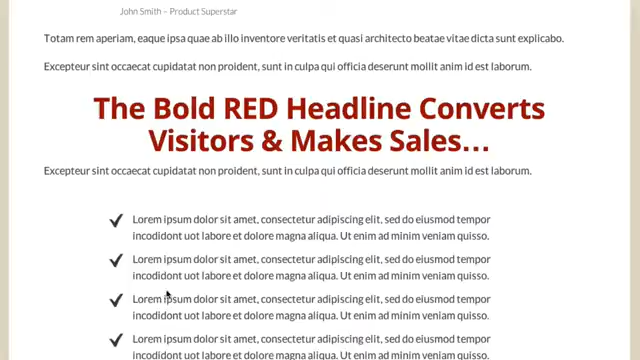 John Smith – Product Superstar
Totam rem aperiam, eaque ipsa quae ab illo inventore veritatis et quasi architecto beatae vitae dicta sunt explicabo.
Excepteur sint occaecat cupidatat non proident, sunt in culpa qui officia deserunt mollit anim id est laborum.
The Bold RED Headline Converts
Visitors & Makes Sales...
Excepteur sint occaecat cupidatat non proident, sunt in culpa qui officia deserunt mollit anim id est laborum.
Lorem ipsum dolor sit amet, consectetur adipiscing elit, sed do eiusmod tempor
incodidont uot labore et dolore magna aliqua. Ut enim ad minim veniam quisso.
Lorem ipsum dolor sit amet, consectetur adipiscing elit, sed do eiusmod tempor
incodidont uot labore et dolore magna aliqua. Ut enim ad minim veniam quisso.
Lorem ipsum dolor sit amet, consectetur adipiscing elit, sed do eiusmod tempor
incodidont uot labore et dolore magna aliqua. Ut enim ad minim veniam quisso.
Lorem ipsum dolor sit amet, consectetur adipiscing elit, sed do eiusmod tempor
incodidont uot labore et dolore magna aliqua. Ut enim ad minim veniam quisso.